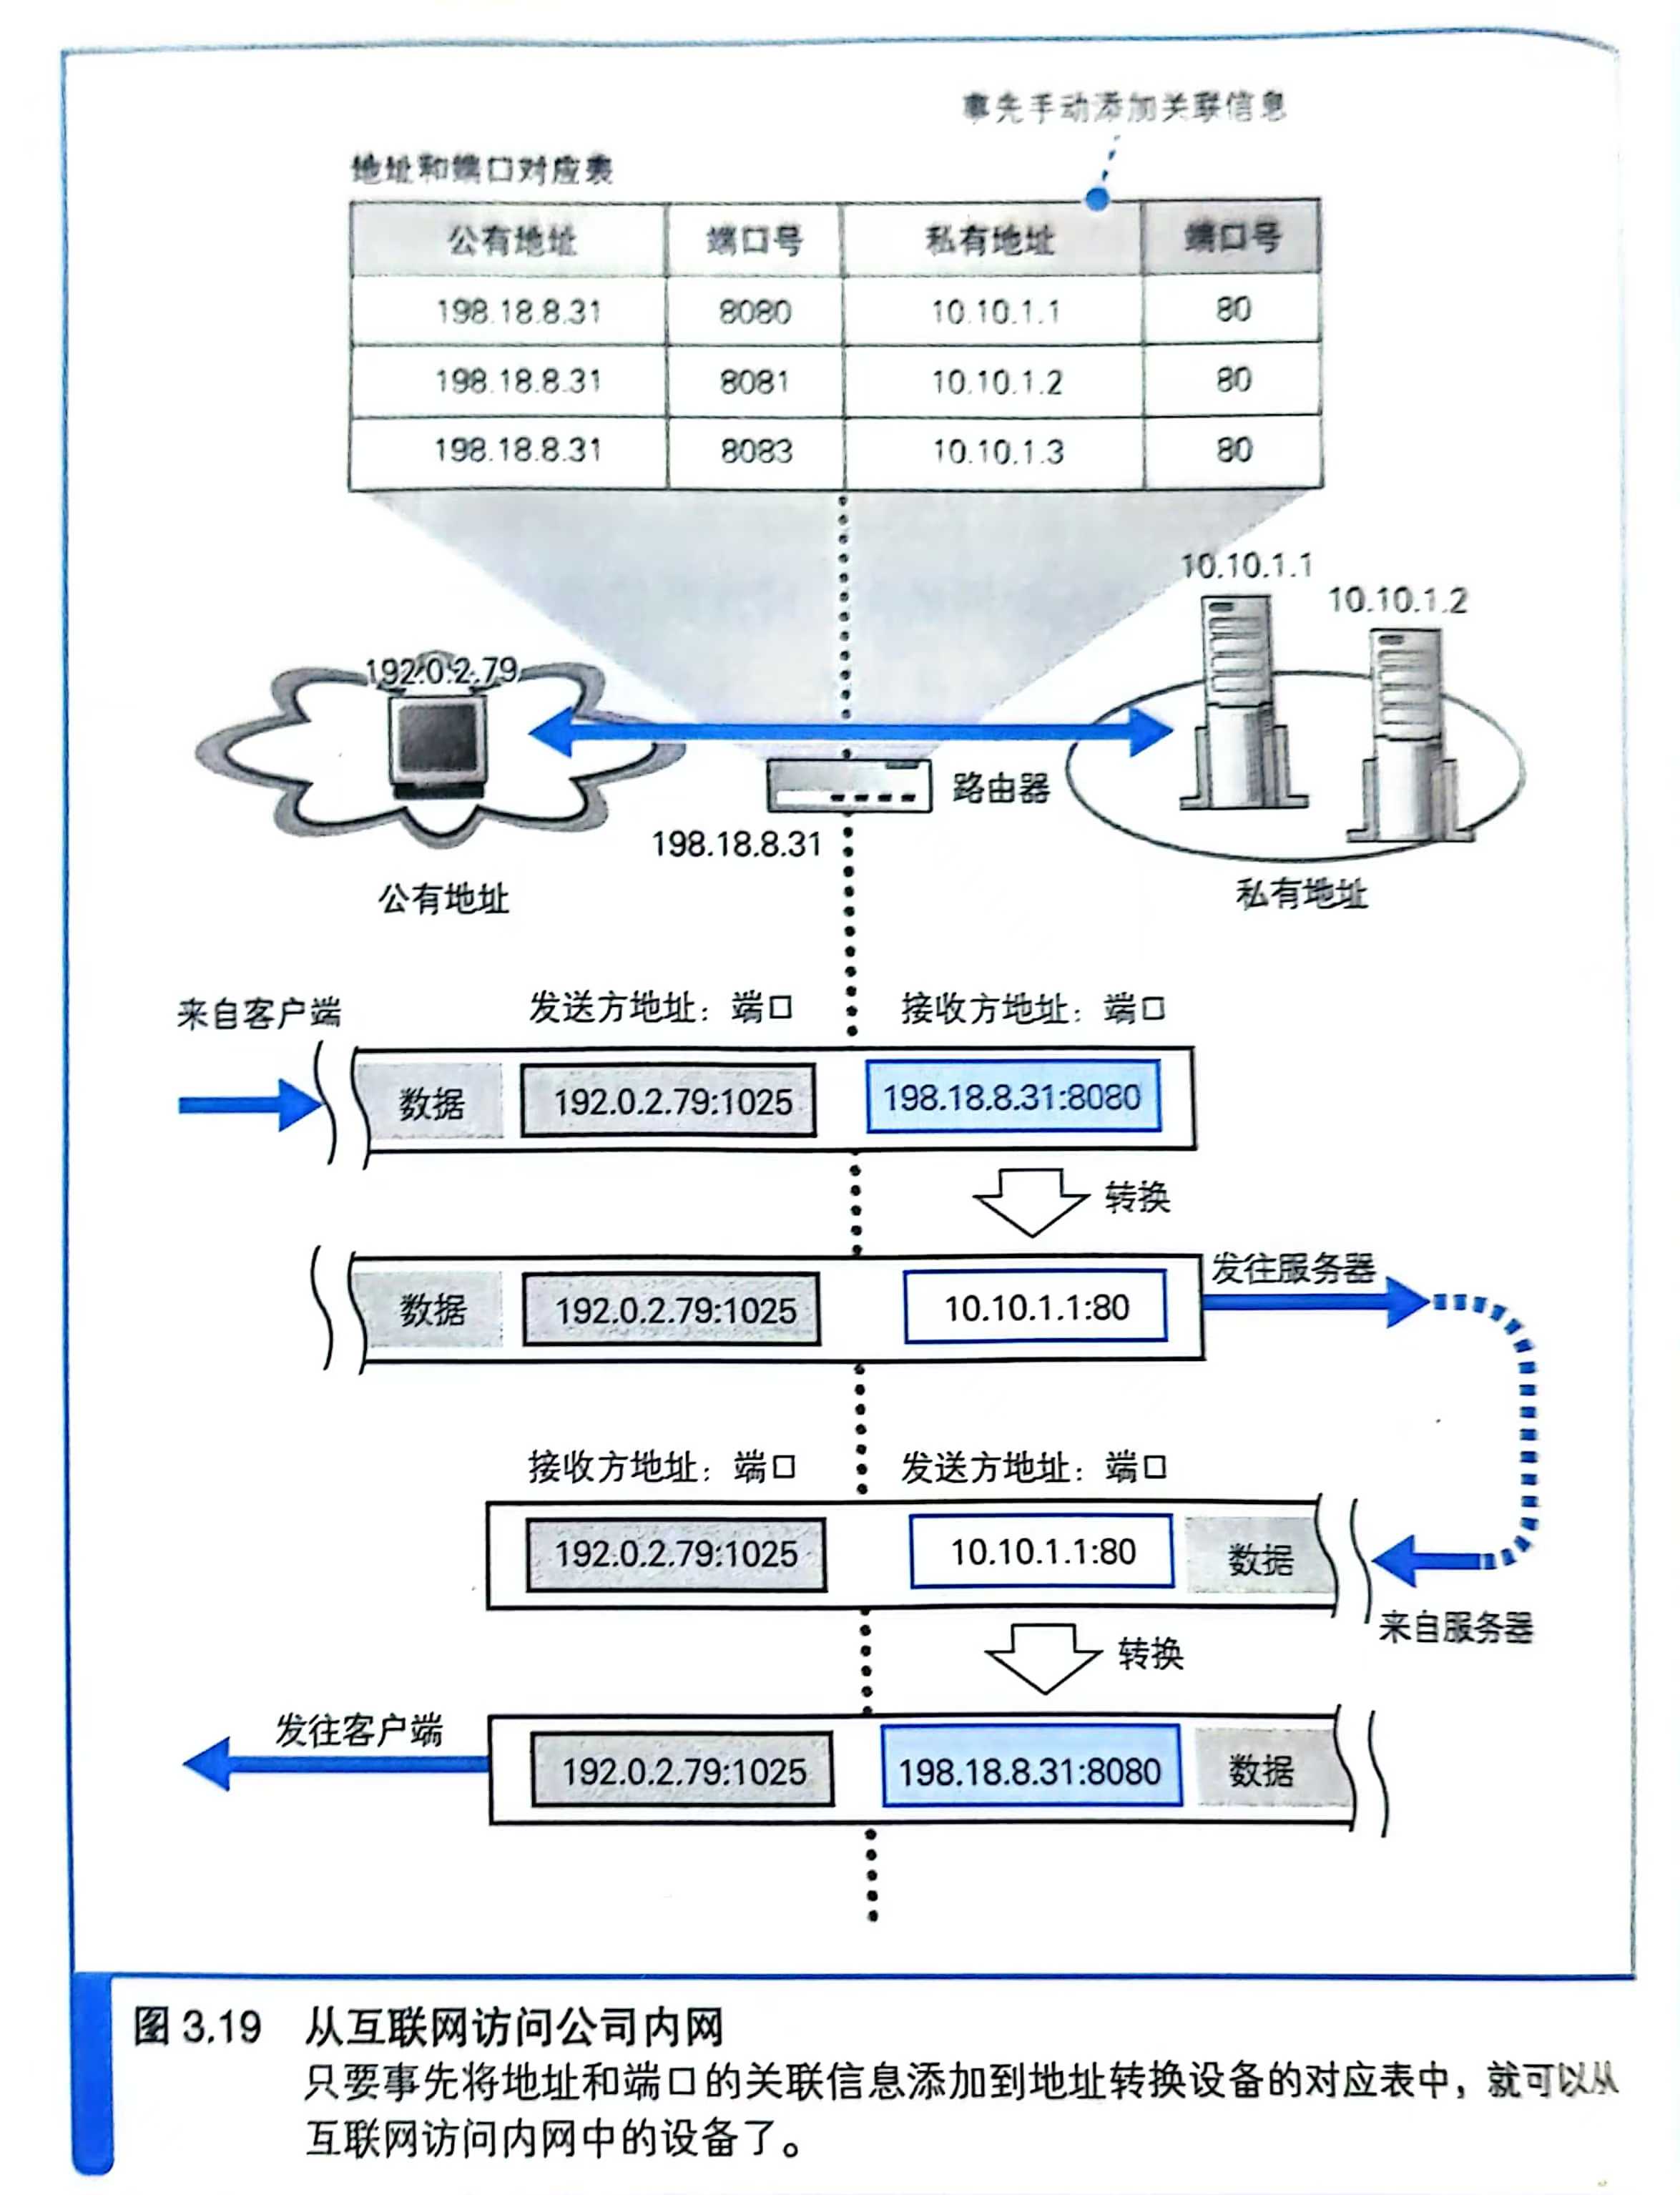 事先手动添加关联信息
地址和端口对应表
公有地址 端口号 私有地址 端口号
198.18.8.31 8080 10.10.1.1 80
198.18.8.31 8081 10.10.1.2 80
198.18.8.31 8083 10.10.1.3 80
10.10.1.1
10.10.1.2
192.0.2.79
路由器
198.18.8.31
公有地址
私有地址
来自客户端
发送方地址：端口 接收方地址：端口
数据 192.0.2.79:1025 198.18.8.31:8080
转换
数据 192.0.2.79:1025 10.10.1.1:80
发往服务器
接收方地址：端口 发送方地址：端口
192.0.2.79:1025 10.10.1.1:80 数据
来自服务器
转换
发往客户端
192.0.2.79:1025 198.18.8.31:8080 数据
图 3.19 从互联网访问公司内网
只要事先将地址和端口的关联信息添加到地址转换设备的对应表中，就可以从
互联网访问内网中的设备了。